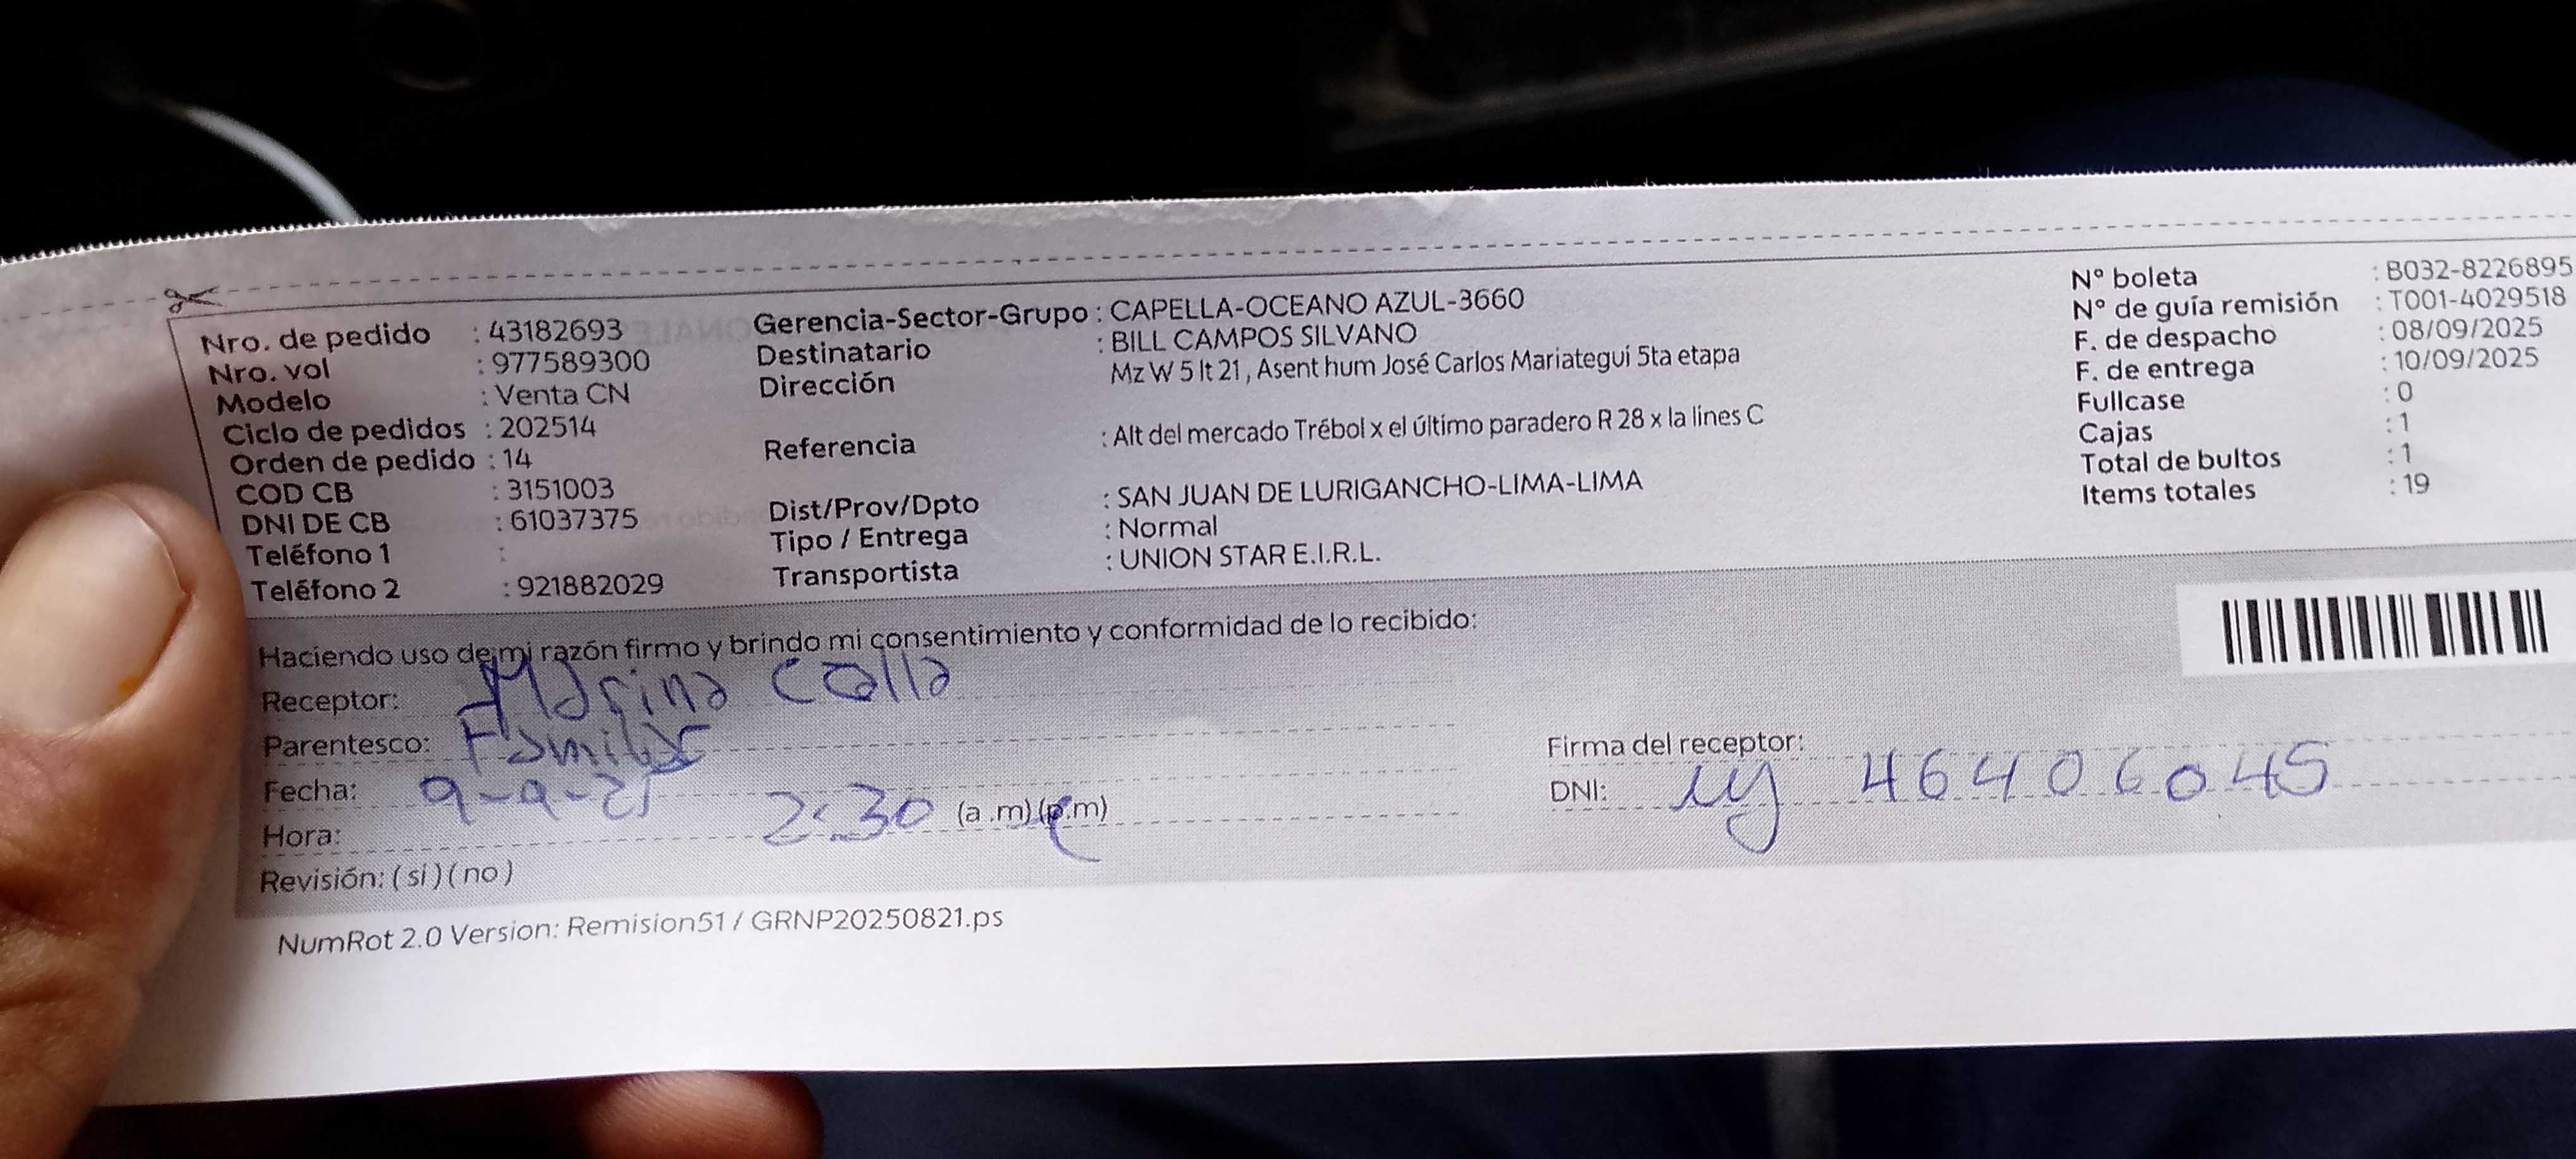 Nro. de pedido : 43182693
Nro. vol : 977589300
Modelo : Venta CN
Ciclo de pedidos : 202514
Orden de pedido : 14
COD CB : 3151003
DNI DE CB : 61037375
Teléfono 1 :
Teléfono 2 : 921882029
Gerencia-Sector-Grupo : CAPELLA-OCEANO AZUL-3660
Destinatario : BILL CAMPOS SILVANO
Dirección Mz W 5 lt 21, Asent hum José Carlos Mariategui 5ta etapa
Referencia : Alt del mercado Trébol x el último paradero R 28 x la lines C
Dist/Prov/Dpto : SAN JUAN DE LURIGANCHO-LIMA-LIMA
Tipo / Entrega : Normal
Transportista : UNION STAR E.I.R.L.
N° boleta : B032-8226895
N° de guía remisión : T001-4029518
F. de despacho : 08/09/2025
F. de entrega : 10/09/2025
Fullcase : 0
Cajas : 1
Total de bultos : 1
Items totales : 19
Haciendo uso de mi razón firmo y brindo mi consentimiento y conformidad de lo recibido:
Receptor: Marina Calla
Parentesco: Familiar
Fecha: 9-9-25
Hora: 2:30 (a .m) (p.m)
Revisión: ( si ) ( no )
Firma del receptor:
DNI: 46406045
NumRot 2.0 Version: Remision51 / GRNP20250821.ps